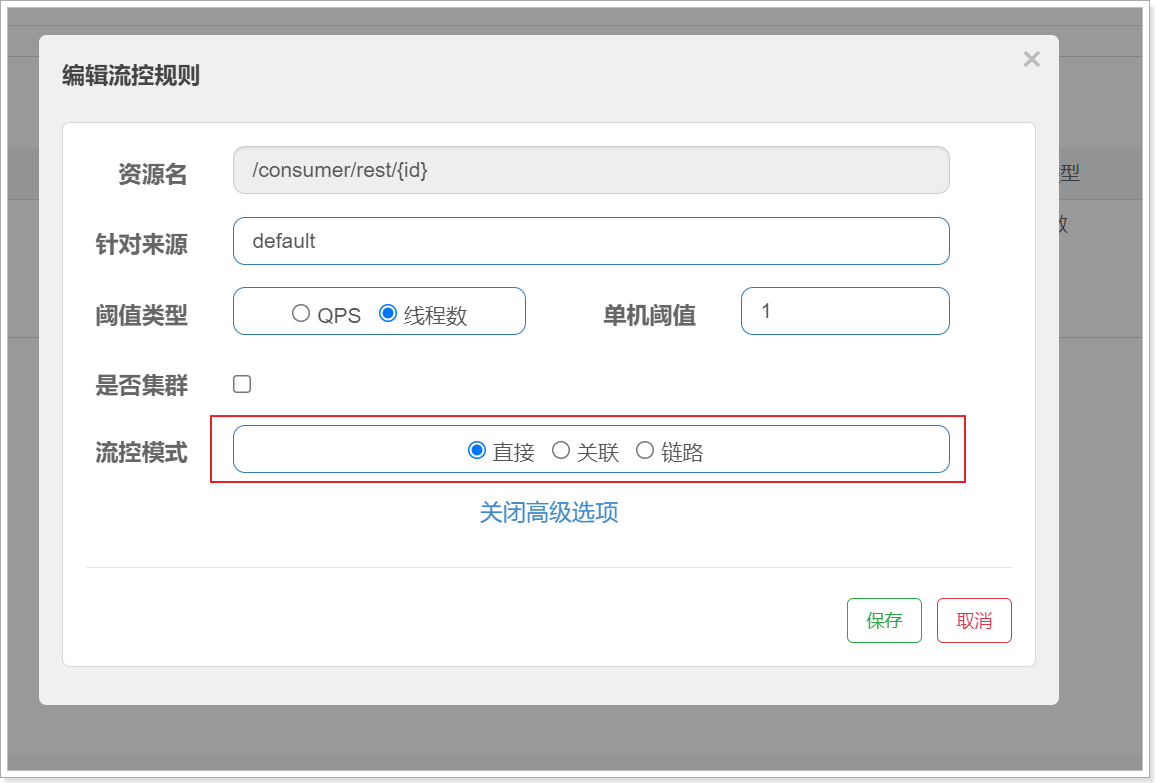 编辑流控规则
×
资源名 /consumer/rest/{id}
型
针对来源 default
阈值类型 QPS 线程数 单机阈值 1
是否集群
流控模式 直接 关联 链路
关闭高级选项
保存 取消